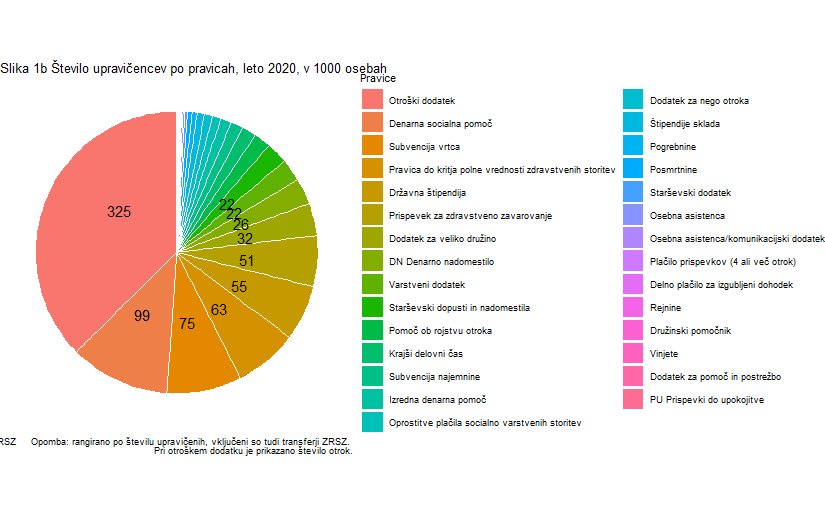 Slika 1b Število upravičencev po pravicah, leto 2020, v 1000 osebah
325
99
75
63
55
51
32
26
22
22
Pravice
Otroški dodatek
Denarna socialna pomoč
Subvencija vrtca
Pravica do kritja polne vrednosti zdravstvenih storitev
Državna štipendija
Prispevek za zdravstveno zavarovanje
Dodatek za veliko družino
DN Denarno nadomestilo
Varstveni dodatek
Starševski dopusti in nadomestila
Pomoč ob rojstvu otroka
Krajši delovni čas
Subvencija najemnine
Izredna denarna pomoč
Oprostitve plačila socialno varstvenih storitev
Dodatek za nego otroka
Štipendije sklada
Pogrebnine
Posmrtnine
Starševski dodatek
Osebna asistenca
Osebna asistenca/komunikacijski dodatek
Plačilo prispevkov (4 ali več otrok)
Delno plačilo za izgubljeni dohodek
Rejnine
Družinski pomočnik
Vinjete
Dodatek za pomoč in postrežbo
PU Prispevki do upokojitve
RSZ Opomba: rangirano po številu upravičenih, vključeni so tudi transferji ZRSZ.
Pri otroškem dodatku je prikazano število otrok.